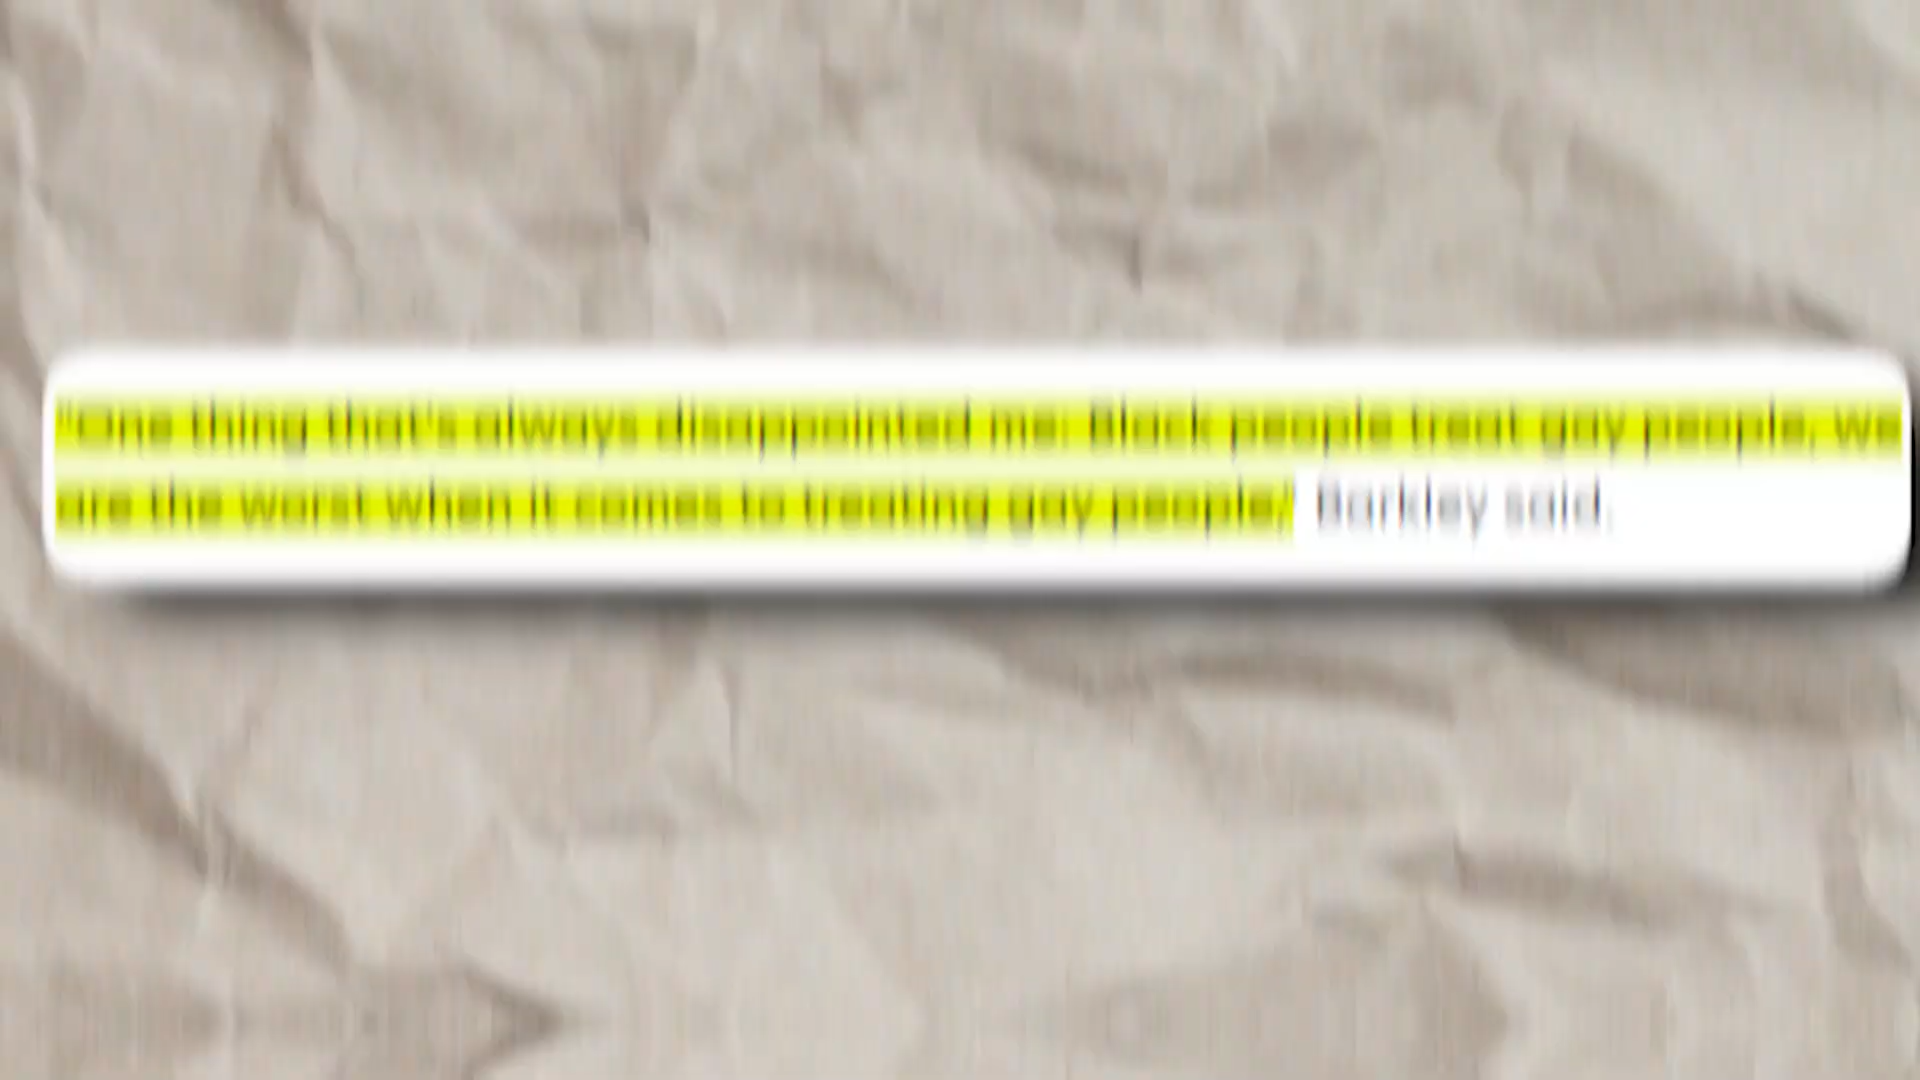 "One thing that's always disappointed me: Black people treat gay people, we
are the worst when it comes to treating gay people," Barkley said.